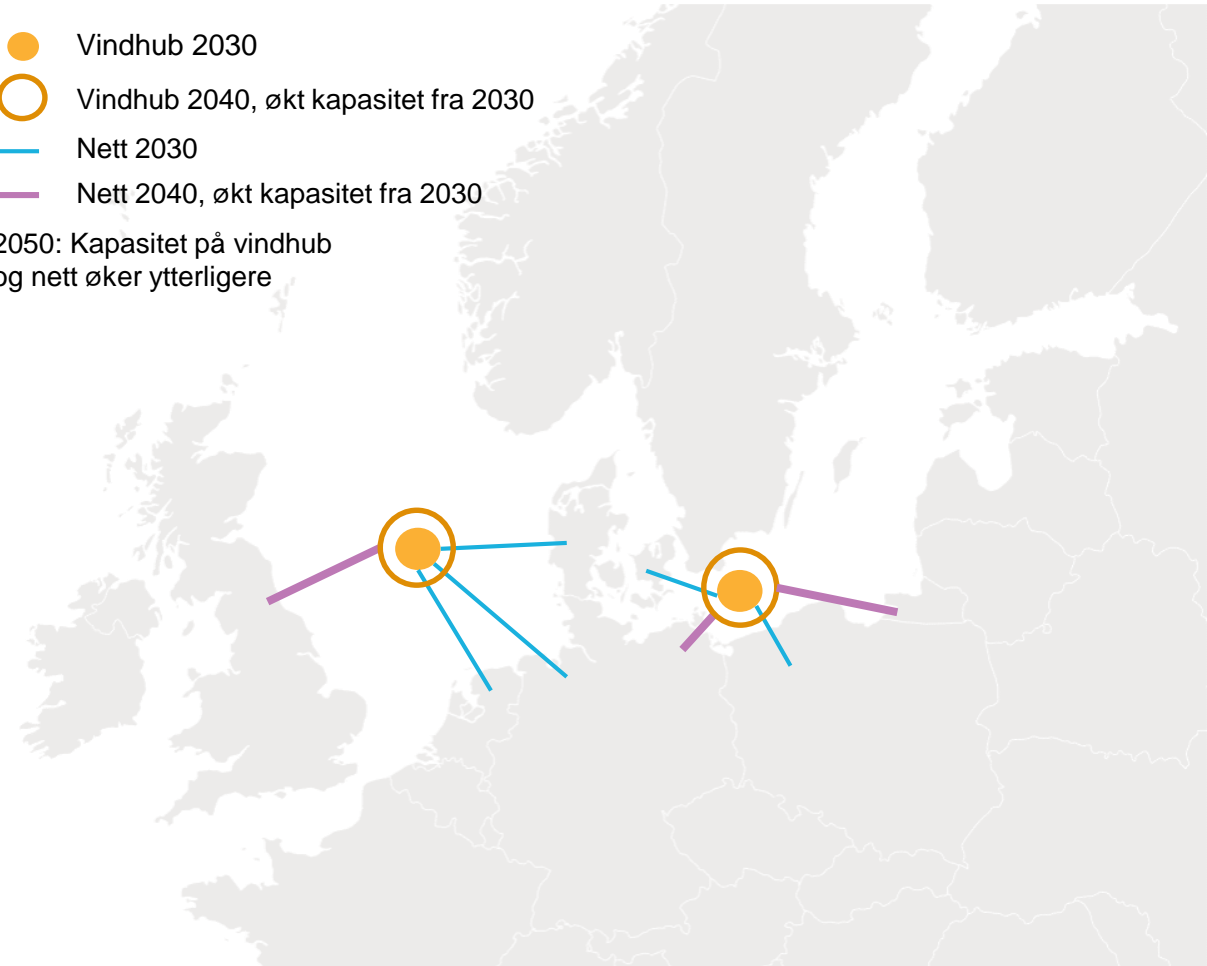 Vindhub 2030
Vindhub 2040, økt kapasitet fra 2030
Nett 2030
Nett 2040, økt kapasitet fra 2030
2050: Kapasitet på vindhub
og nett øker ytterligere